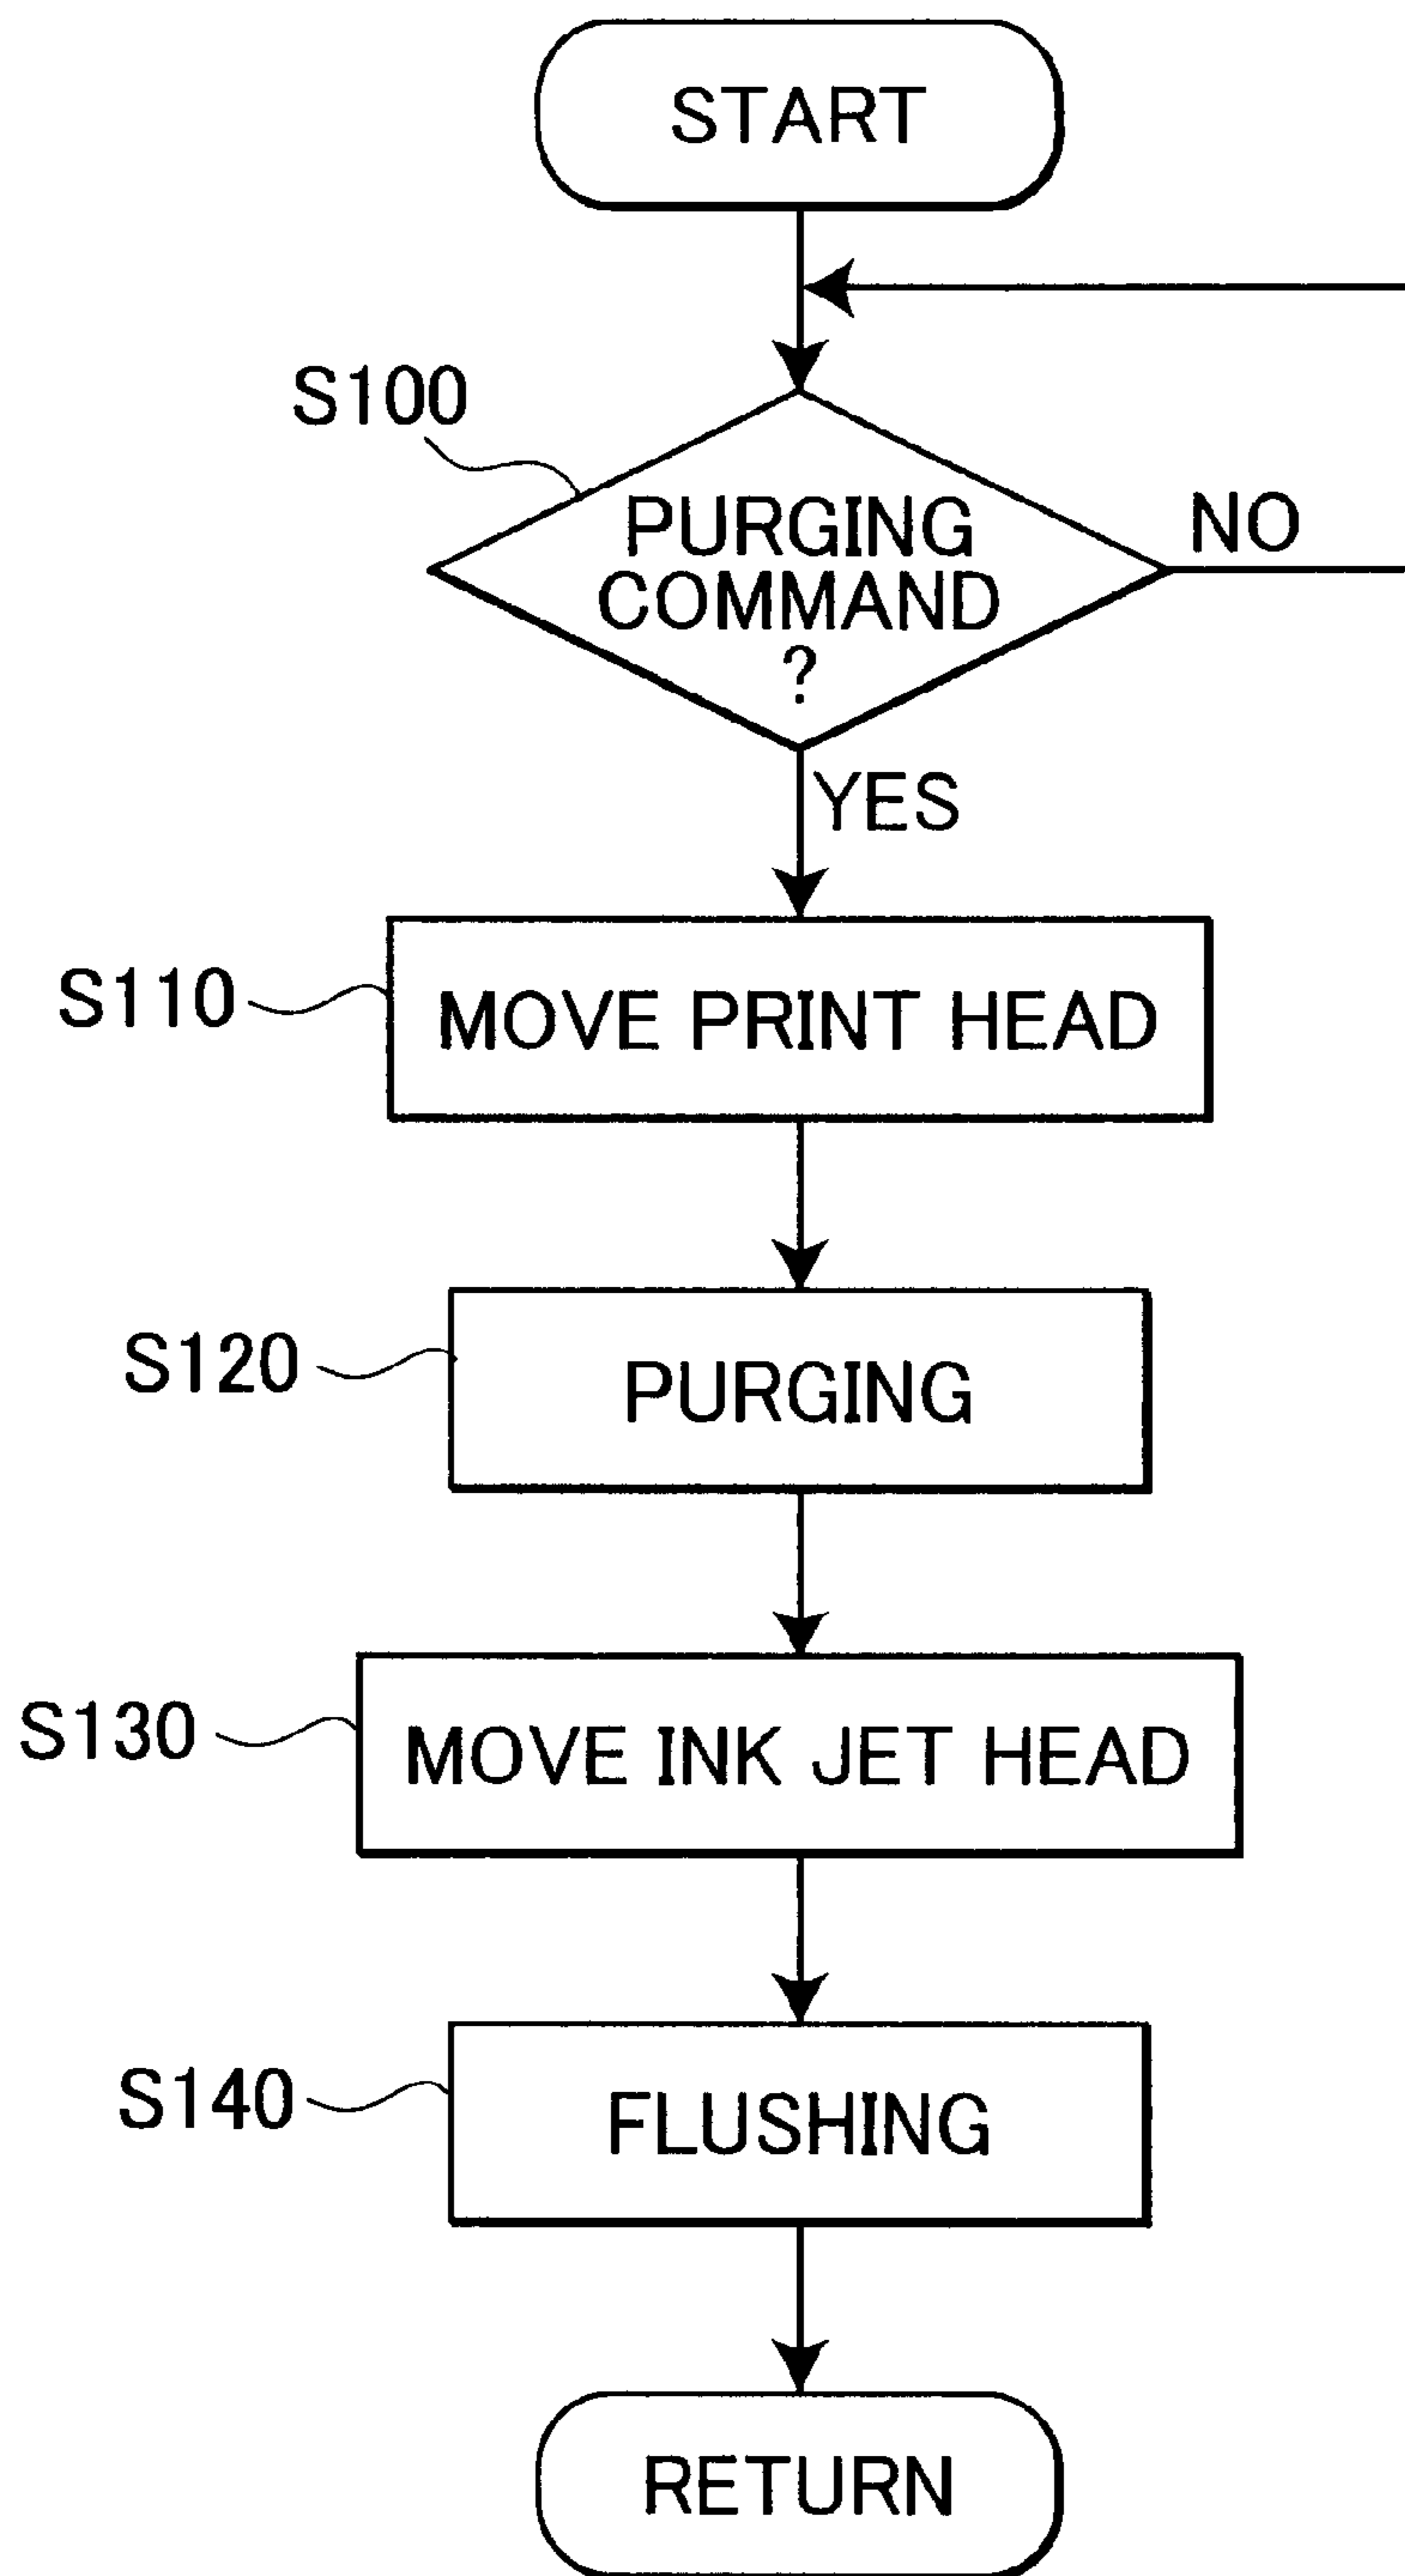 START
S100
PURGING
COMMAND
?
NO
YES
S110
MOVE PRINT HEAD
S120
PURGING
S130
MOVE INK JET HEAD
S140
FLUSHING
RETURN